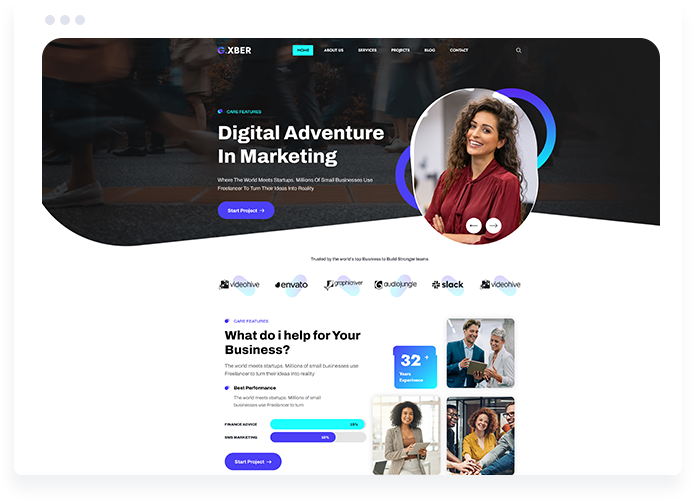 G.XBER
HOME
ABOUT US
SERVICES
PROJECTS
BLOG
CONTACT
CARE FEATURES
Digital Adventure
In Marketing
Where The World Meets Startups. Millions Of Small Businesses Use
Freelancer To Turn Their Ideas Into Reality
Start Project →
Trusted by the world's top Business to Build Stronger teams.
videohive
envato
graphicriver
audiojungle
slack
videohive
CARE FEATURES
What do i help for Your
Business?
The world meets startups. Millions of small businesses use
Freelancer to turn their ideas into reality
32 +
Years
Experience
Best Performance
The world meets startups. Millions of small
businesses use Freelancer to turn
FINANCE ADVICE
SMS MARKETING
Start Project →